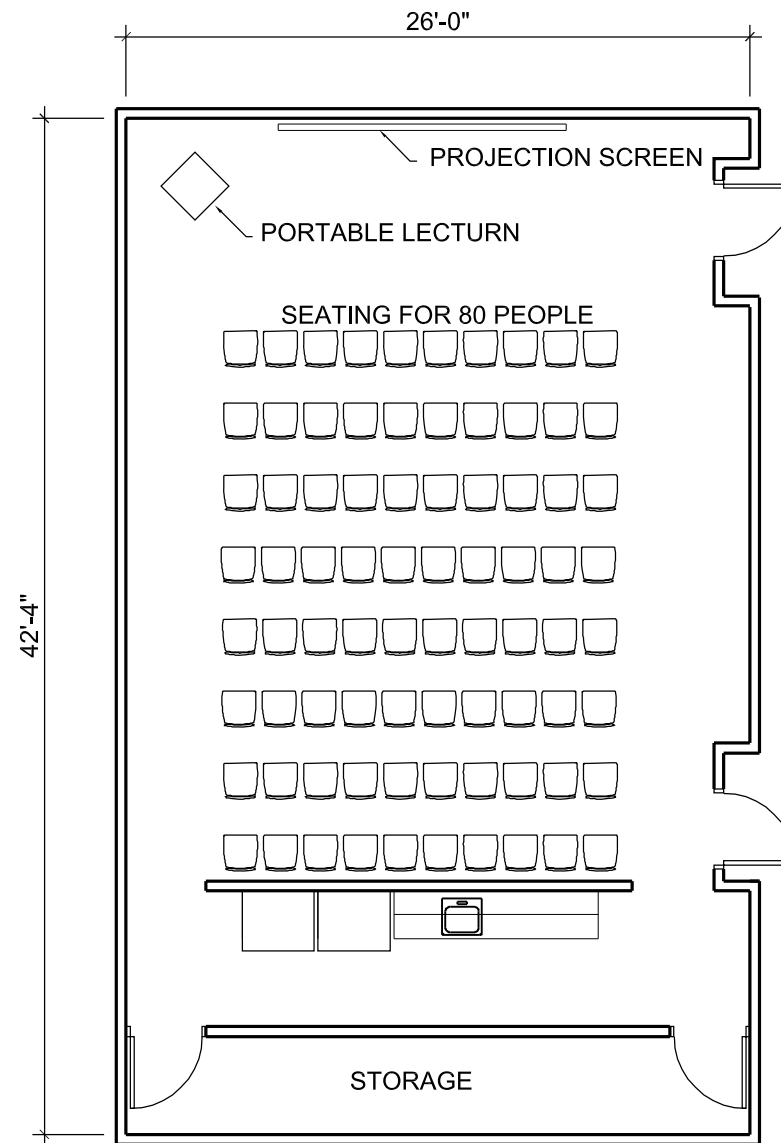 26'-0"
PROJECTION SCREEN
PORTABLE LECTURN
SEATING FOR 80 PEOPLE
42'-4"
STORAGE